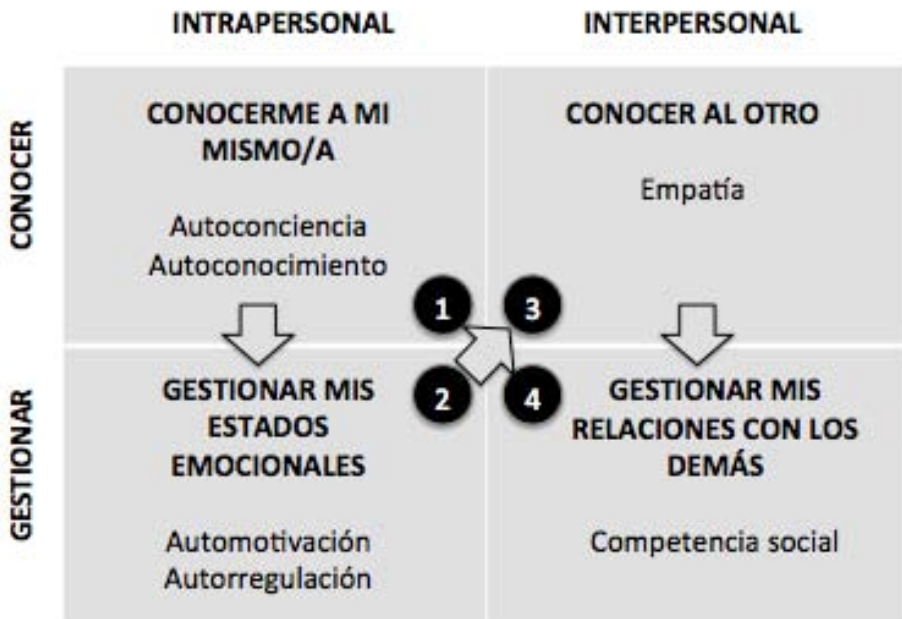 INTRAPERSONAL
INTERPERSONAL
CONOCER
CONOCERME A MI
MISMO/A
Autoconciencia
Autoconocimiento
1
CONOCER AL OTRO
Empatía
3
GESTIONAR
GESTIONAR MIS
ESTADOS
EMOCIONALES
Automotivación
Autorregulación
2
4
GESTIONAR MIS
RELACIONES CON LOS
DEMÁS
Competencia social